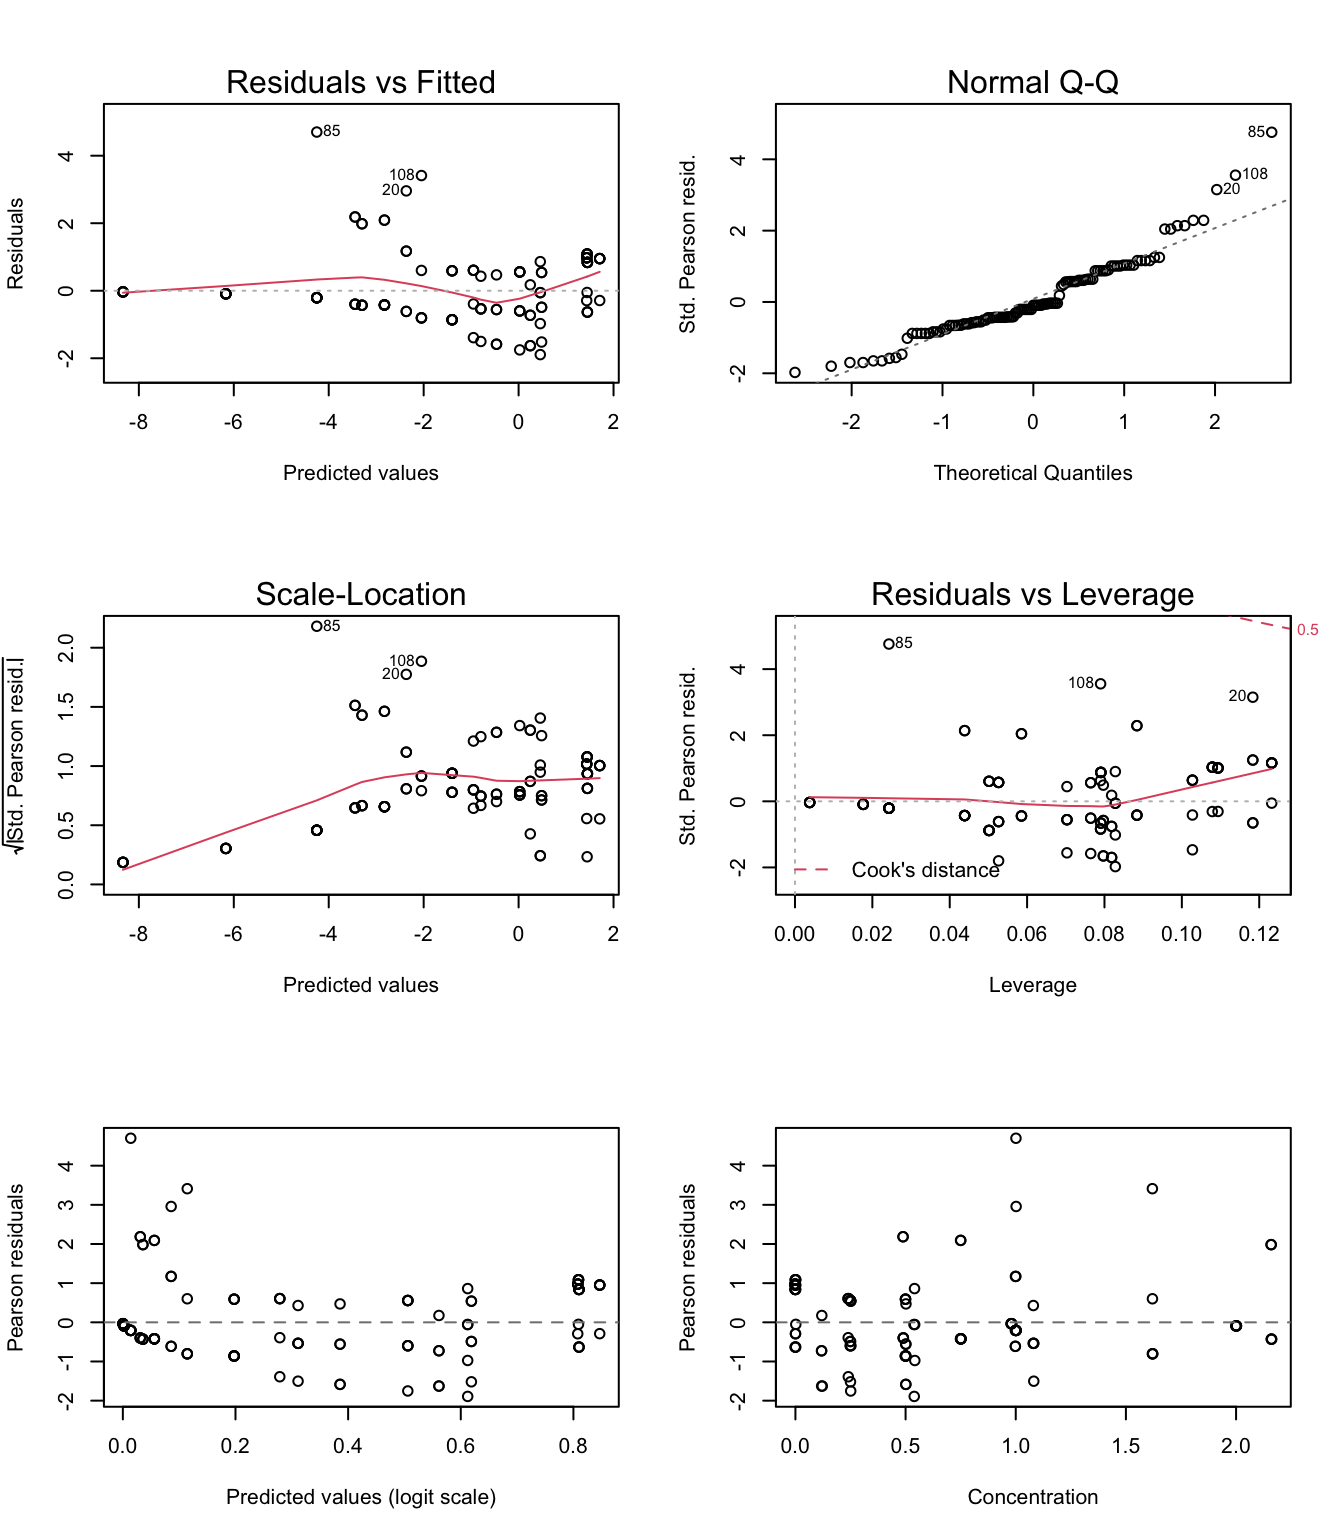 Residuals vs Fitted
Residuals
4
2
0
-2
85
108
20
-8 -6 -4 -2 0 2
Predicted values
Normal Q-Q
Std. Pearson resid.
4
2
0
-2
85
108
20
-2 -1 0 1 2
Theoretical Quantiles
Scale-Location
√|Std. Pearson resid.|
2.0
1.5
1.0
0.5
0.0
85
108
20
-8 -6 -4 -2 0 2
Predicted values
Residuals vs Leverage
Std. Pearson resid.
4
2
0
-2
0.5
85
108
20
Cook's distance
0.00 0.02 0.04 0.06 0.08 0.10 0.12
Leverage
Pearson residuals
4
3
2
1
0
-1
-2
0.0 0.2 0.4 0.6 0.8
Predicted values (logit scale)
Pearson residuals
4
3
2
1
0
-1
-2
0.0 0.5 1.0 1.5 2.0
Concentration